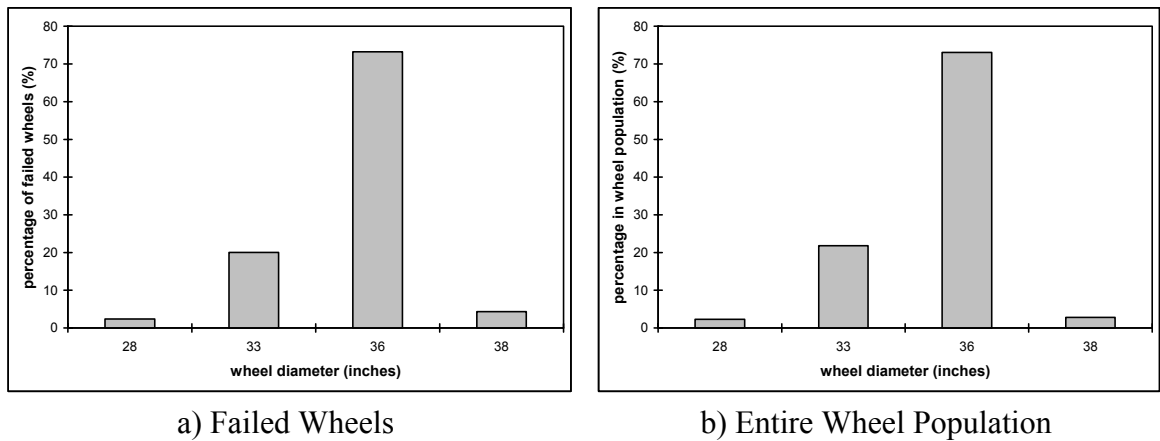 80
70
60
50
40
30
20
10
0
percentage of failed wheels (%)
28 33 36 38
wheel diameter (inches)
a) Failed Wheels
80
70
60
50
40
30
20
10
0
percentage in wheel population (%)
28 33 36 38
wheel diameter (inches)
b) Entire Wheel Population